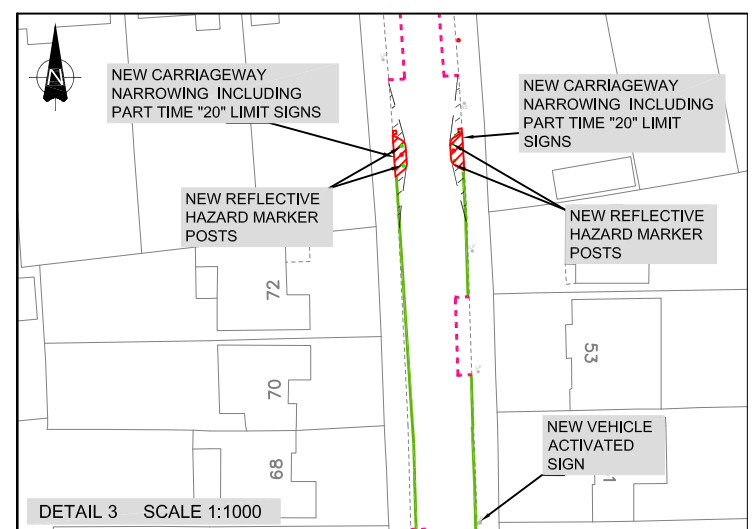 N
NEW CARRIAGEWAY
NARROWING INCLUDING
PART TIME "20" LIMIT SIGNS
NEW CARRIAGEWAY
NARROWING INCLUDING
PART TIME "20" LIMIT
SIGNS
NEW REFLECTIVE
HAZARD MARKER
POSTS
NEW REFLECTIVE
HAZARD MARKER
POSTS
72
53
70
68
NEW VEHICLE
ACTIVATED
SIGN
1
DETAIL 3 SCALE 1:1000